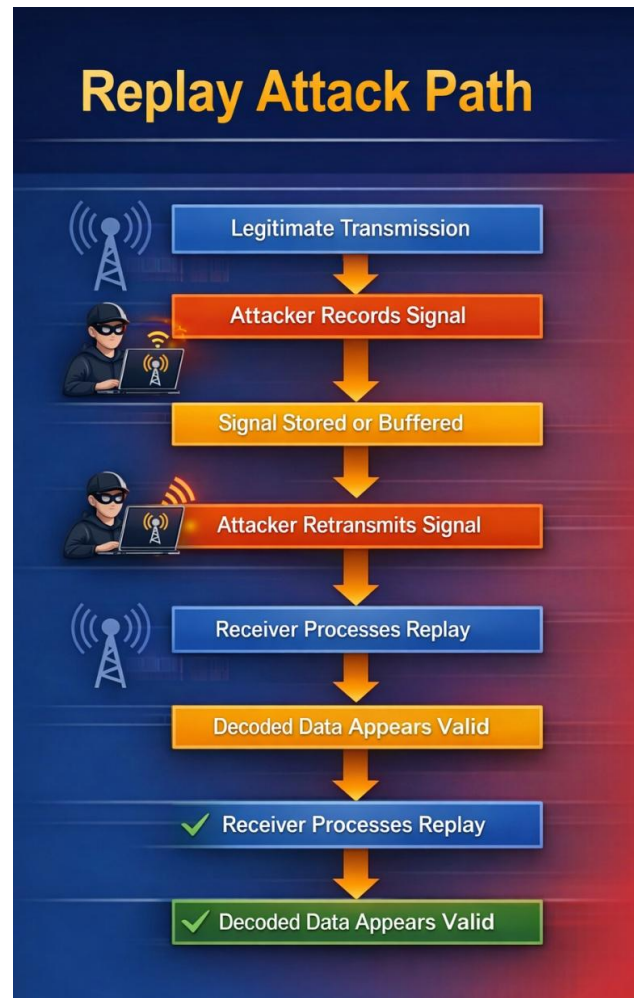 Replay Attack Path
Legitimate Transmission
Attacker Records Signal
Signal Stored or Buffered
Attacker Retransmits Signal
Receiver Processes Replay
Decoded Data Appears Valid
Receiver Processes Replay
Decoded Data Appears Valid